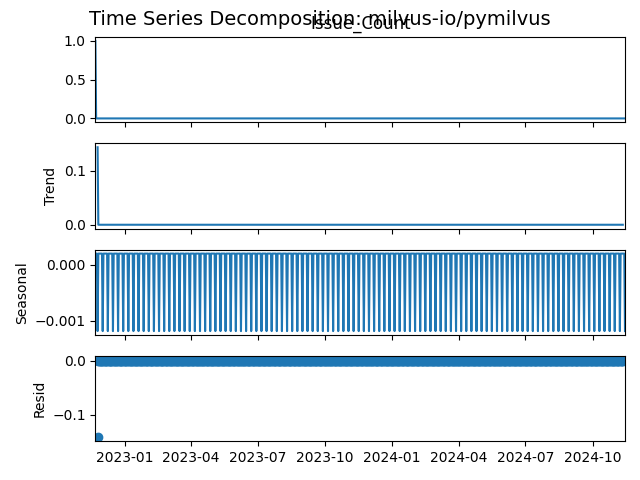 Time Series Decomposition: milvus-io/pymilvus
Issue_Count
1.0
0.5
0.0
Trend
0.1
0.0
Seasonal
0.000
−0.001
Resid
0.0
−0.1
2023-01 2023-04 2023-07 2023-10 2024-01 2024-04 2024-07 2024-10